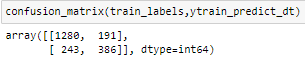 confusion_matrix(train_labels,ytrain_predict_dt)
array([[1280,  191],
       [ 243,  386]], dtype=int64)